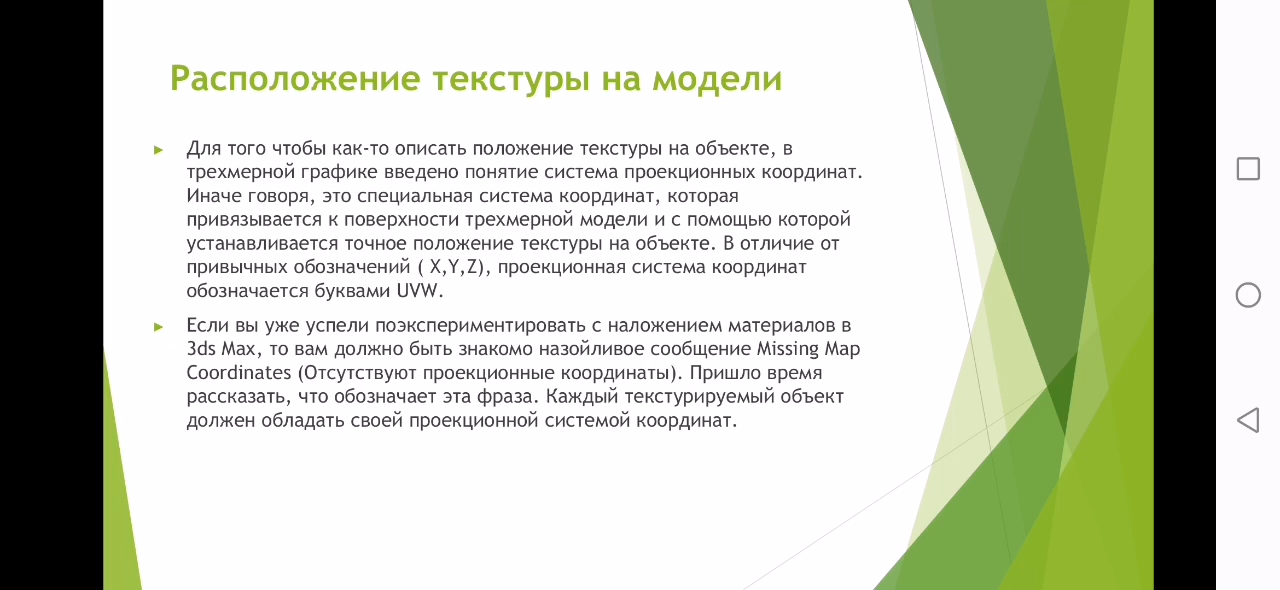 Расположение текстуры на модели
Для того чтобы как-то описать положение текстуры на объекте, в
трехмерной графике введено понятие система проекционных координат.
Иначе говоря, это специальная система координат, которая
привязывается к поверхности трехмерной модели и с помощью которой
устанавливается точное положение текстуры на объекте. В отличие от
привычных обозначений ( X,Y,Z), проекционная система координат
обозначается буквами UVW.
Если вы уже успели поэкспериментировать с наложением материалов в
3ds Max, то вам должно быть знакомо назойливое сообщение Missing Map
Coordinates (Отсутствуют проекционные координаты). Пришло время
рассказать, что обозначает эта фраза. Каждый текстурируемый объект
должен обладать своей проекционной системой координат.